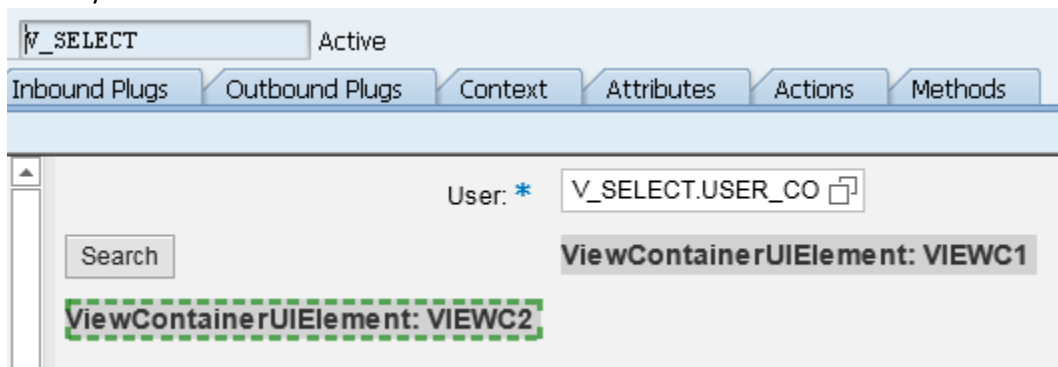 V_SELECT Active
Inbound Plugs Outbound Plugs Context Attributes Actions Methods
User: * V_SELECT.USER_CO
Search ViewContainerUIElement: VIEWC1
ViewContainerUIElement: VIEWC2